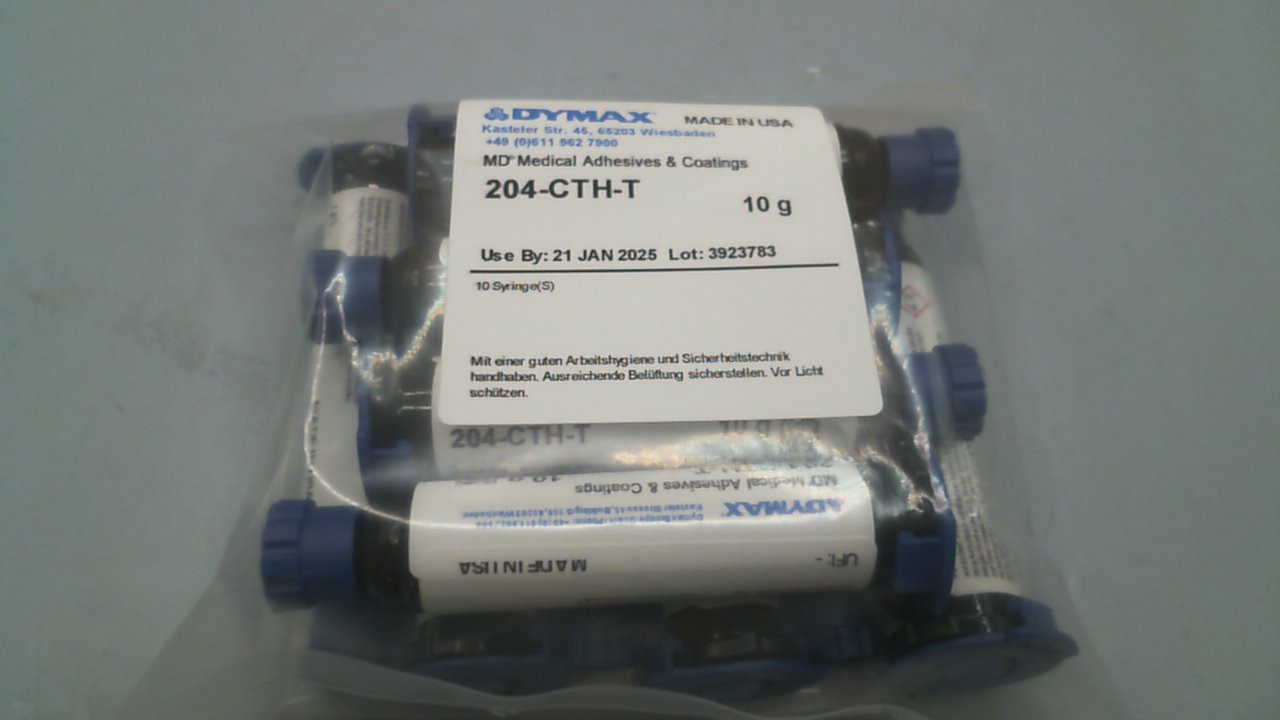 DYMAX MADE IN USA
Kasteler Str. 45, 65203 Wiesbaden
+49 (0)611 962 7900
MD® Medical Adhesives & Coatings
204-CTH-T
10 g
Use By: 21 JAN 2025 Lot: 3923783
10 Syringe(S)
Mit einer guten Arbeitshygiene und Sicherheitstechnik
handhaben. Ausreichende Belüftung sicherstellen. Vor Licht
schützen.
204-CTH-T 10 g
MD® Medical Adhesives & Coatings
DYMAX
MADE IN USA
UFI: -